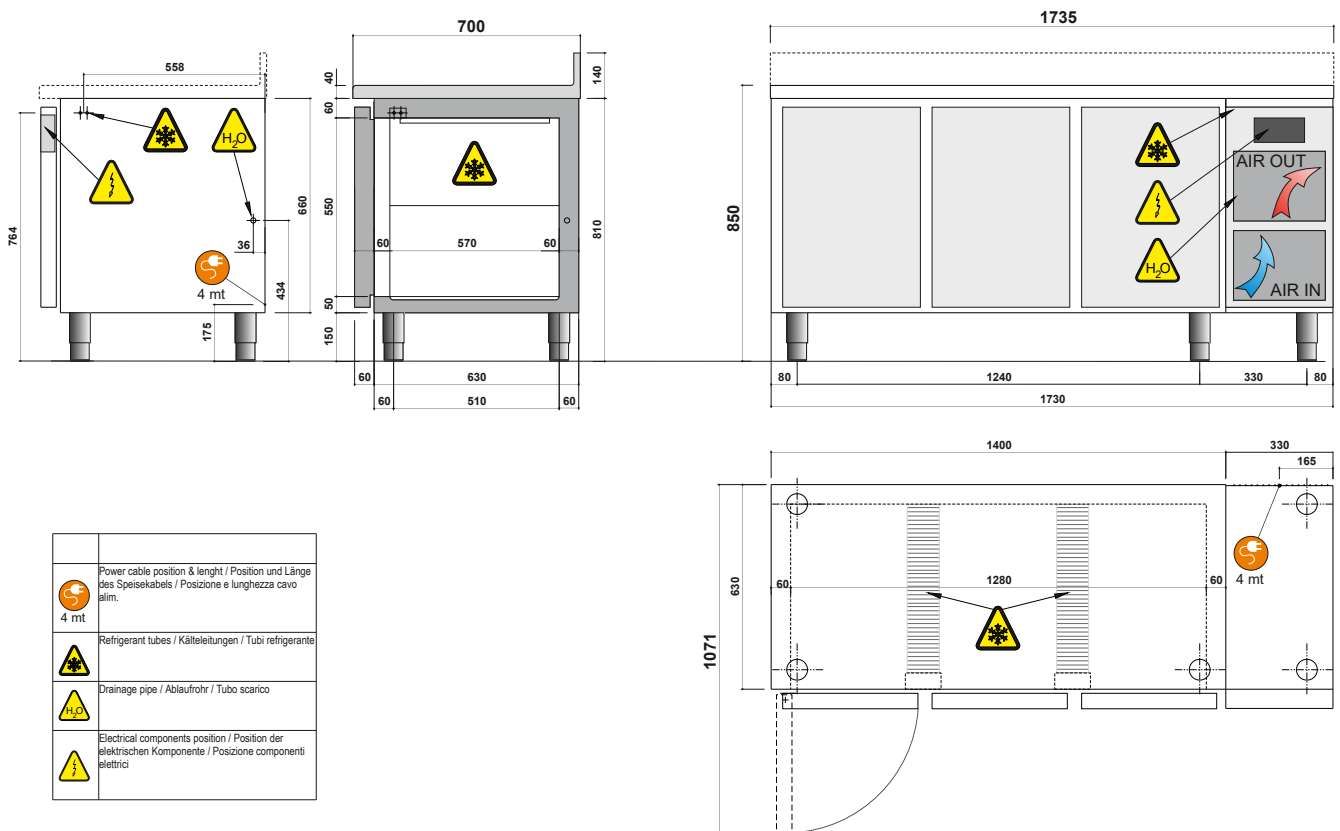 558
H₂O
764
660
36
4 mt
434
175
700
40
140
60
550
810
60
570
60
50
150
60
630
60
510
60
1735
850
AIR OUT
H₂O
AIR IN
80
1240
330
80
1730
1400
330
165
4 mt
630
60
1280
60
1071
Power cable position & lenght / Position und Länge
des Speisekabels / Posizione e lunghezza cavo
alim.
4 mt
Refrigerant tubes / Kälteleitungen / Tubi refrigerante
H₂O
Drainage pipe / Ablaufrohr / Tubo scarico
Electrical components position / Position der
elektrischen Komponente / Posizione componenti
elettrici